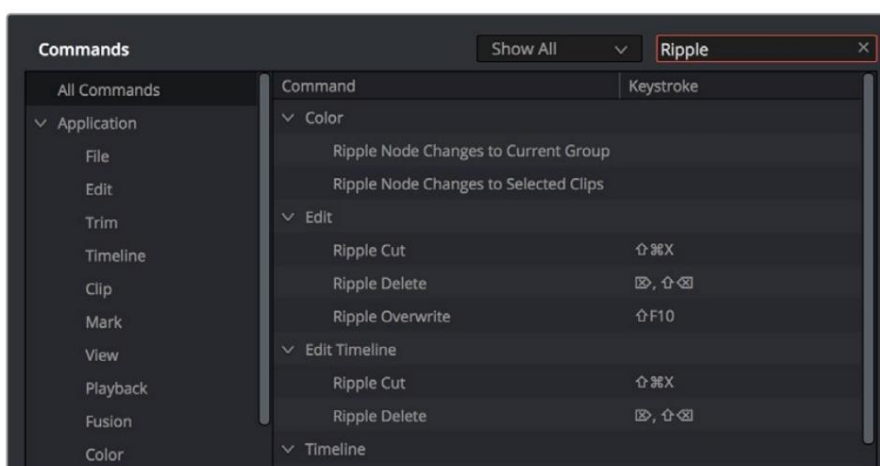 Commands
Show All
Ripple
All Commands
Application
File
Edit
Trim
Timeline
Clip
Mark
View
Playback
Fusion
Color
Command Keystroke
Color
Ripple Node Changes to Current Group
Ripple Node Changes to Selected Clips
Edit
Ripple Cut ⇧⌘X
Ripple Delete ⌦, ⇧⌫
Ripple Overwrite ⇧F10
Edit Timeline
Ripple Cut ⇧⌘X
Ripple Delete ⌦, ⇧⌫
Timeline